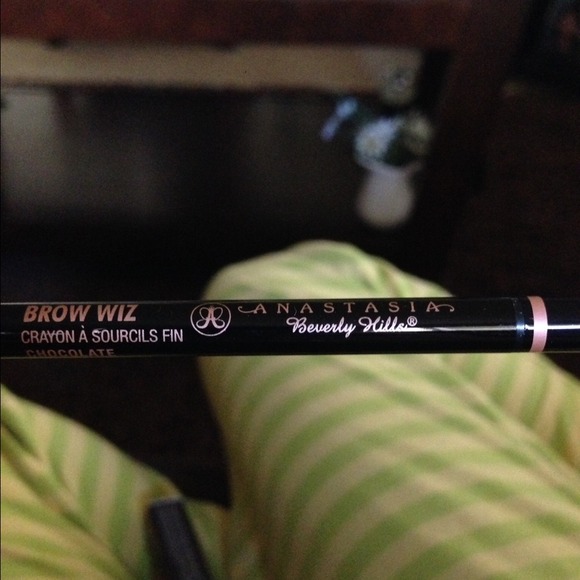 BROW WIZ
CRAYON À SOURCILS FIN
CHOCOLATE
ANASTASIA
Beverly Hills®